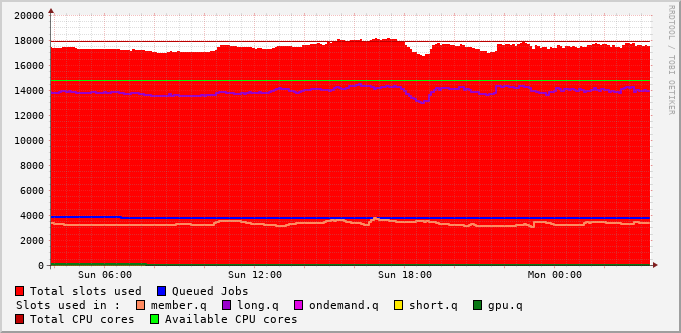 20000
18000
16000
14000
12000
10000
8000
6000
4000
2000
0
Sun 06:00 Sun 12:00 Sun 18:00 Mon 00:00
Total slots used Queued Jobs
Slots used in : member.q long.q ondemand.q short.q gpu.q
Total CPU cores Available CPU cores
RRDTOOL / TOBI OETIKER